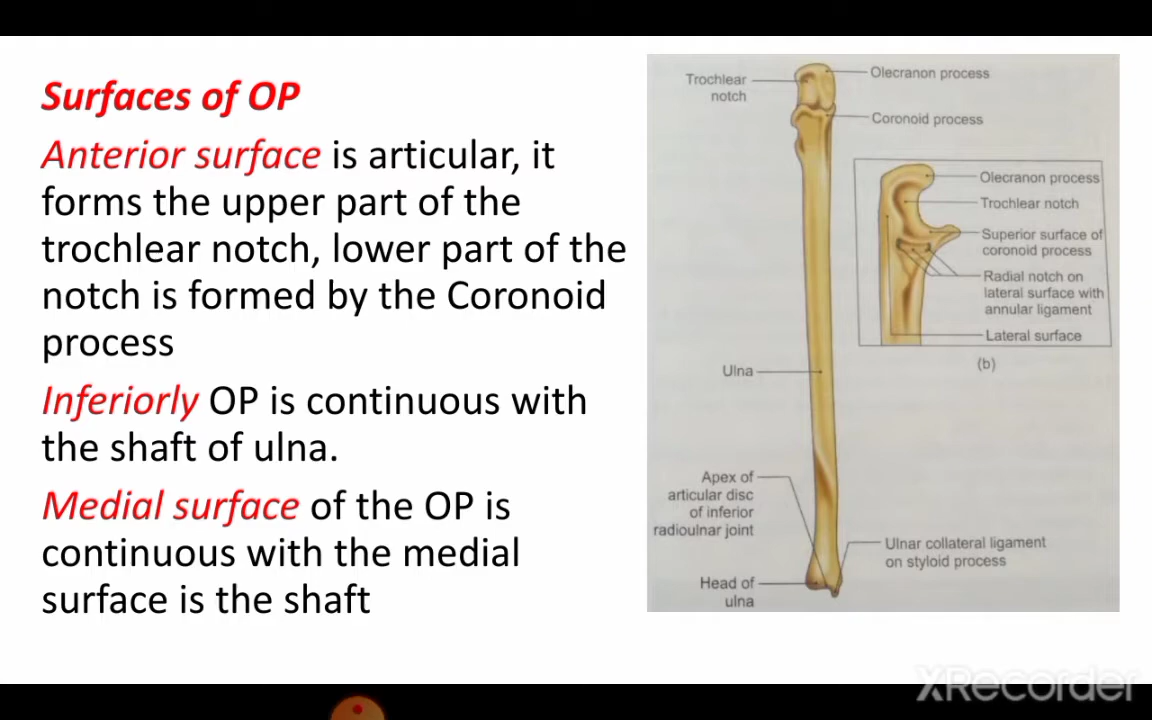 Surfaces of OP
Anterior surface is articular, it
forms the upper part of the
trochlear notch, lower part of the
notch is formed by the Coronoid
process
Inferiorly OP is continuous with
the shaft of ulna.
Medial surface of the OP is
continuous with the medial
surface is the shaft
Trochlear
notch
Olecranon process
Coronoid process
Olecranon process
Trochlear notch
Superior surface of
coronoid process
Radial notch on
lateral surface with
annular ligament
Lateral surface
(b)
Ulna
Apex of
articular disc
of inferior
radioulnar joint
Ulnar collateral ligament
on styloid process
Head of
ulna
XRecorder